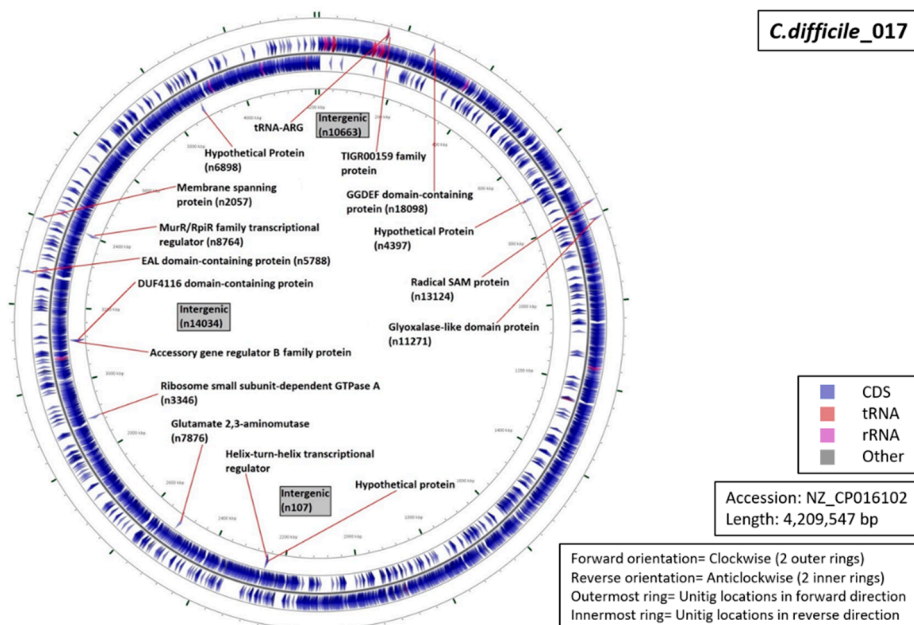 C.difficile_017
tRNA-ARG
Intergenic
(n10663)
Hypothetical Protein
(n6898)
TIGR00159 family
protein
Membrane spanning
protein (n2057)
GGDEF domain-containing
protein (n18098)
MurR/RpiR family transcriptional
regulator (n8764)
Hypothetical Protein
(n4397)
EAL domain-containing protein (n5788)
DUF4116 domain-containing protein
Radical SAM protein
(n13124)
Intergenic
(n14034)
Glyoxalase-like domain protein
(n11271)
Accessory gene regulator B family protein
Ribosome small subunit-dependent GTPase A
(n3346)
Glutamate 2,3-aminomutase
(n7876)
Helix-turn-helix transcriptional
regulator
Intergenic
(n107)
Hypothetical protein
CDS
tRNA
rRNA
Other
Accession: NZ_CP016102
Length: 4,209,547 bp
Forward orientation= Clockwise (2 outer rings)
Reverse orientation= Anticlockwise (2 inner rings)
Outermost ring= Unitig locations in forward direction
Innermost ring= Unitig locations in reverse direction